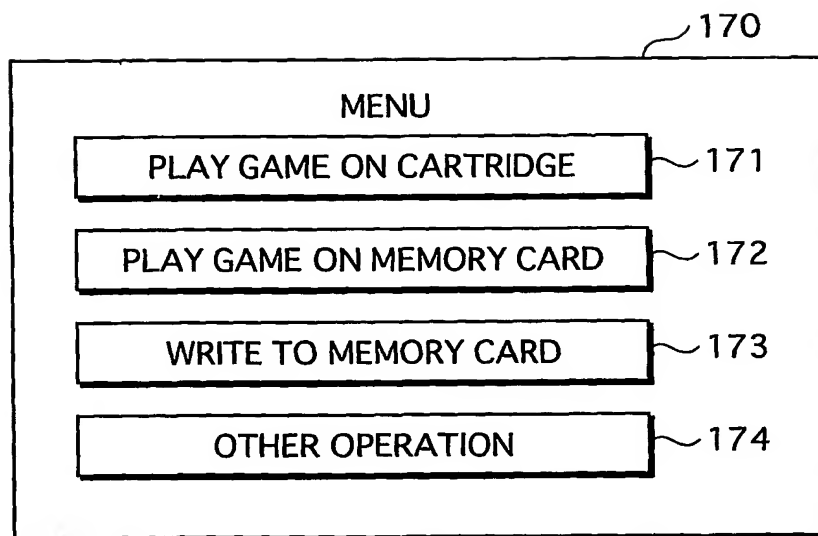 170
MENU
PLAY GAME ON CARTRIDGE 171
PLAY GAME ON MEMORY CARD 172
WRITE TO MEMORY CARD 173
OTHER OPERATION 174